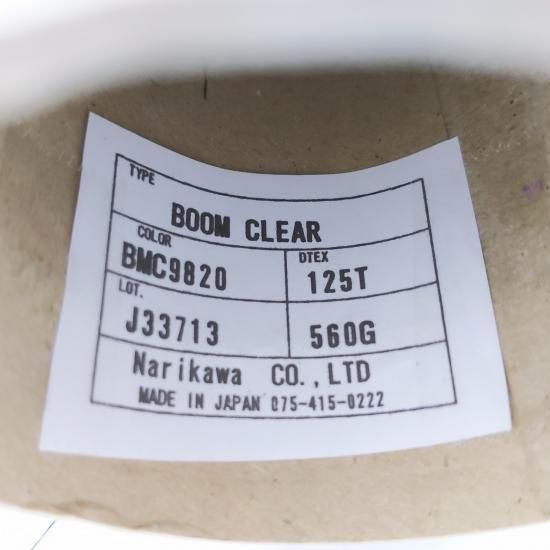 TYPE
BOOM CLEAR
COLOR
BMC9820
DTEX
125T
LOT.
J33713
560G
Narikawa CO.,LTD
MADE IN JAPAN 075-415-0222